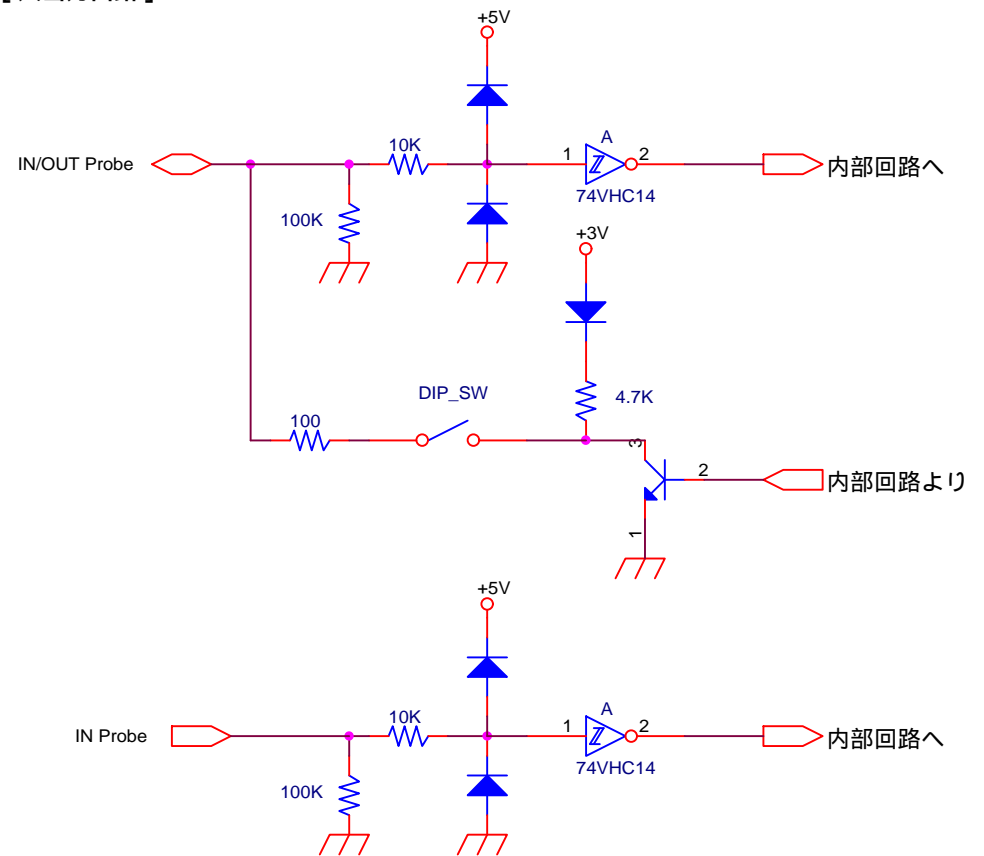 +5V
10K
A
IN/OUT Probe
1
2
内部回路へ
74VHC14
100K
+3V
DIP_SW
4.7K
100
3
2
内部回路より
1
+5V
10K
A
IN Probe
1
2
内部回路へ
74VHC14
100K